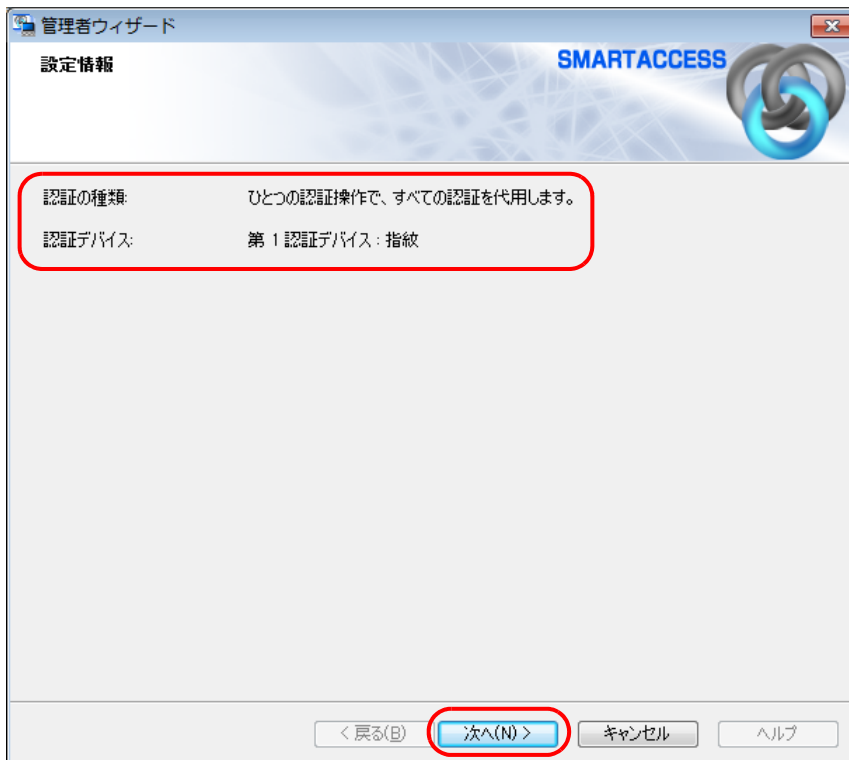 管理者ウィザード
設定情報
SMARTACCESS
認証の種類: ひとつの認証操作で、すべての認証を代用します。
認証デバイス: 第 1 認証デバイス : 指紋
< 戻る(B) 次へ(N) > キャンセル ヘルプ